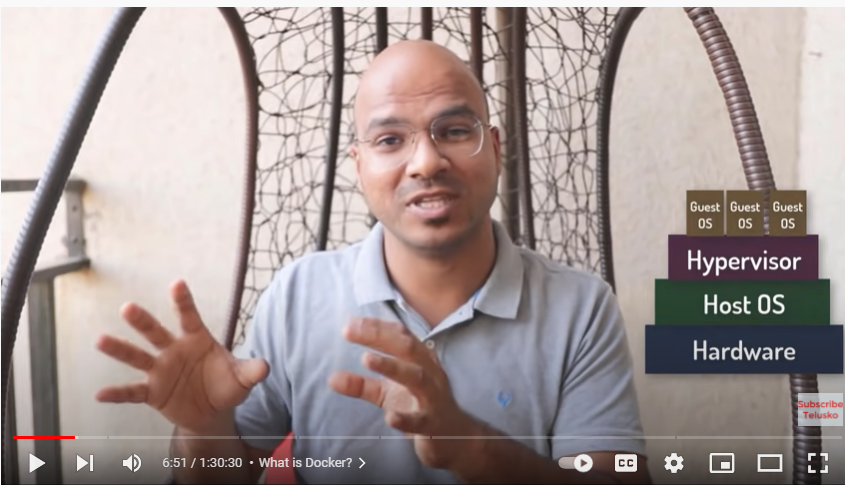 Guest Guest Guest
OS OS OS
Hypervisor
Host OS
Hardware
Subscribe
Telusko
6:51 / 1:30:30 • What is Docker? >
CC